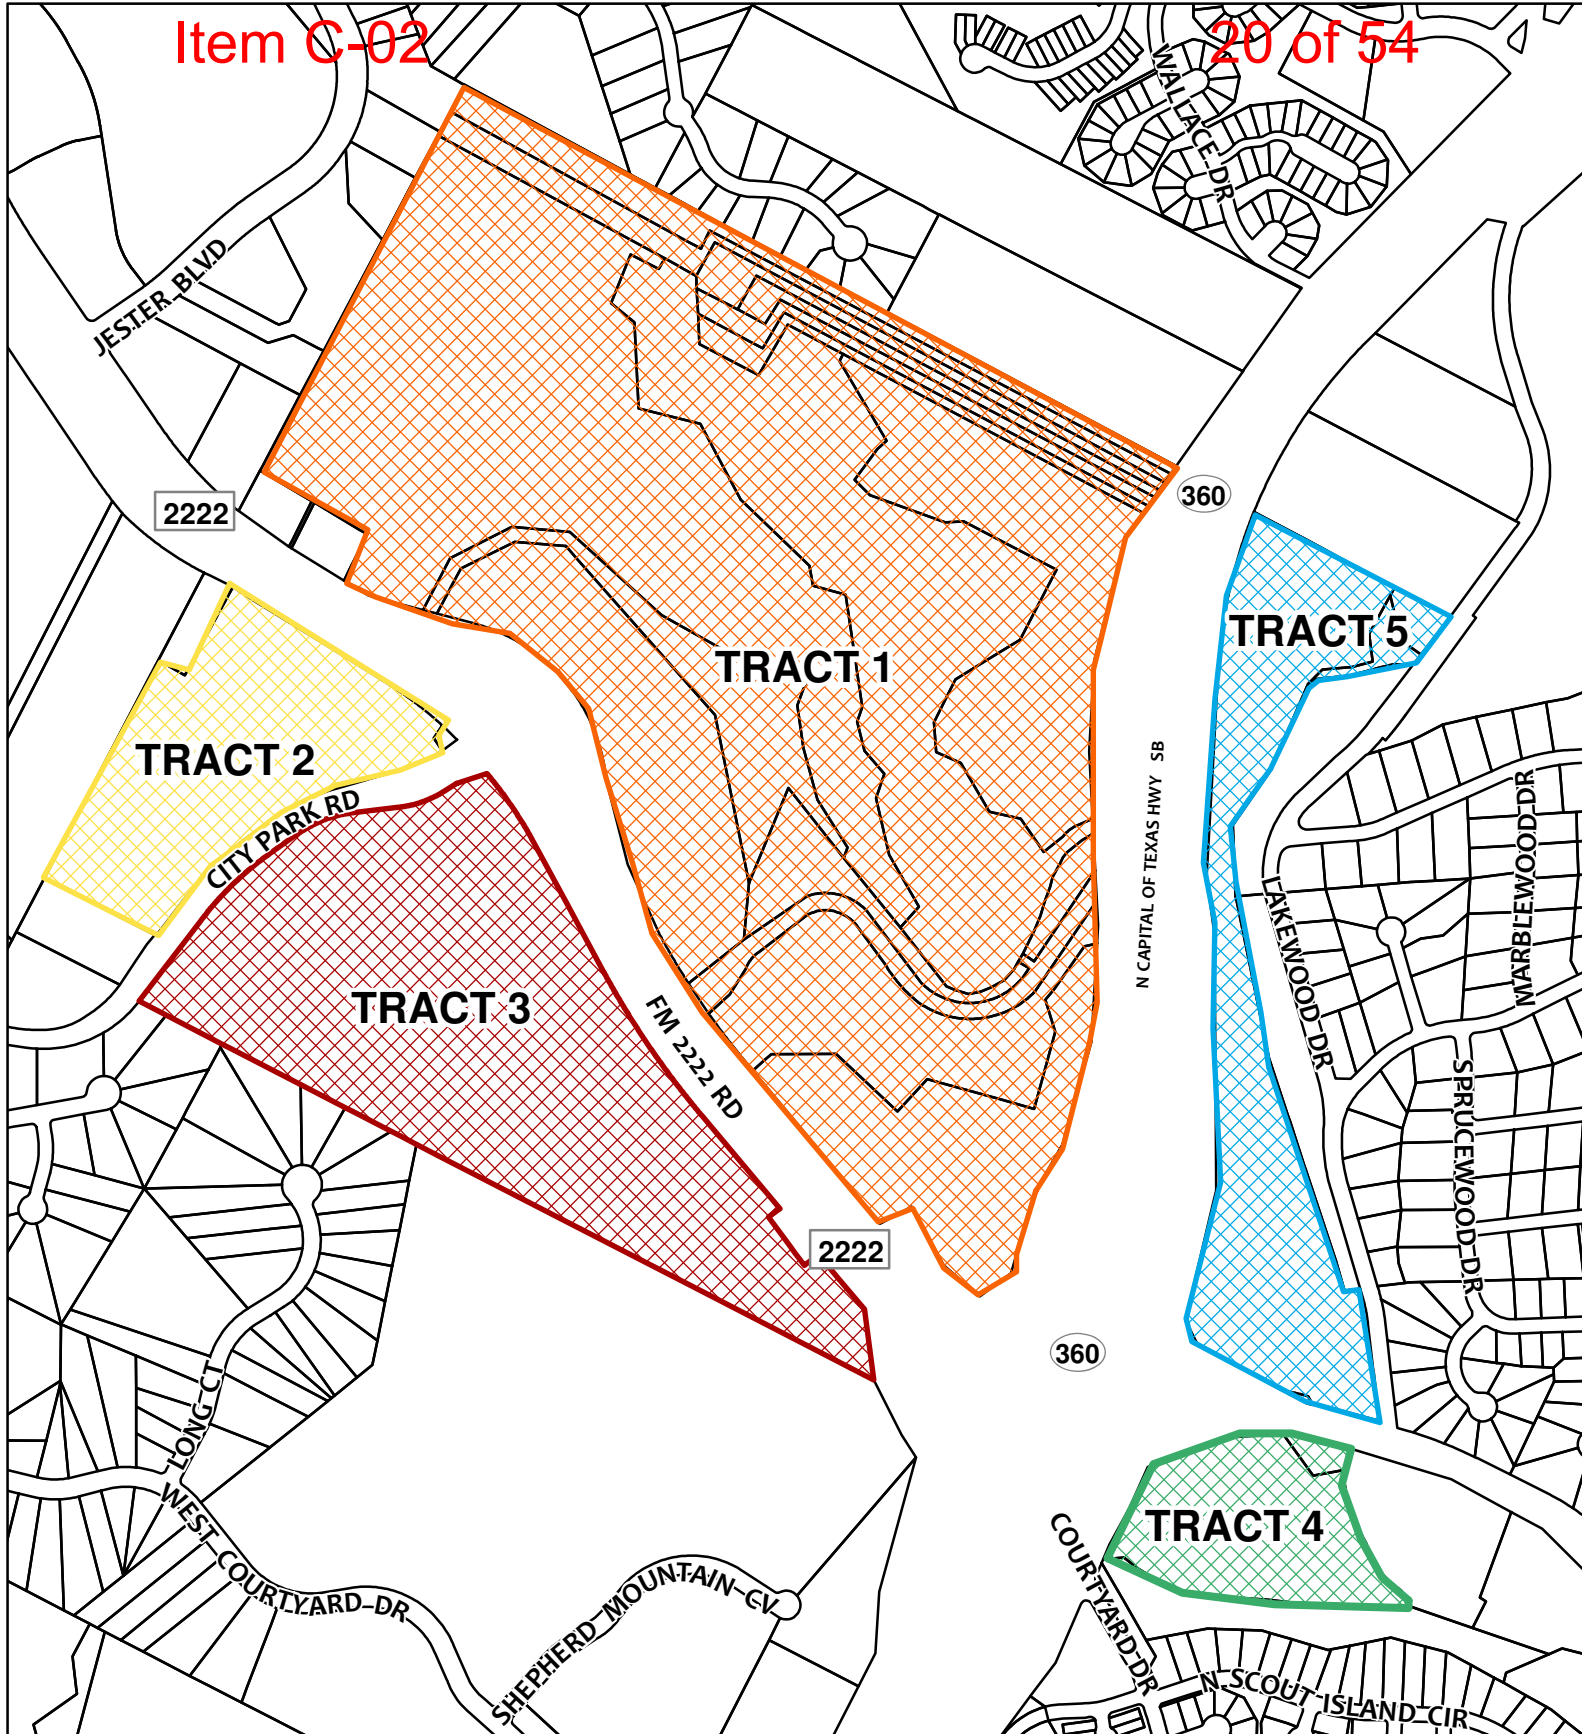 Item C-02
20 of 54
WALLACE DR
JESTER BLVD
360
2222
TRACT 5
TRACT 1
TRACT 2
N CAPITAL OF TEXAS HWY SB
CITY PARK RD
MARBLEWOOD DR
LAKEWOOD DR
TRACT 3
FM 2222 RD
SPRUCEWOOD DR
2222
360
LONG CT
TRACT 4
WEST COURTYARD DR
COURTYARD DR
SHEPHERD MOUNTAIN CV
N SCOUT ISLAND CIR